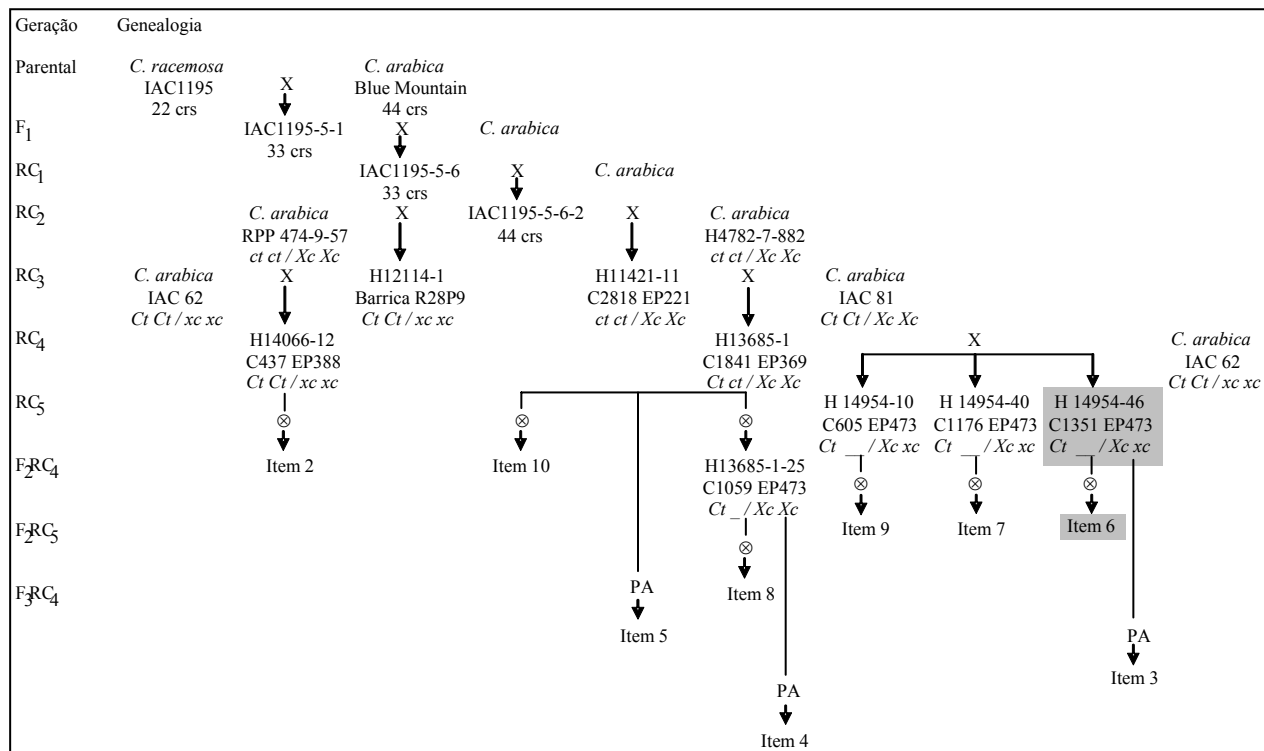 Geração Genealogia
Parental C. racemosa C. arabica
IAC1195 X Blue Mountain
22 crs 44 crs
F1 IAC1195-5-1 X C. arabica
33 crs
RC1 IAC1195-5-6 X C. arabica
33 crs
RC2 C. arabica X IAC1195-5-6-2 X C. arabica
RPP 474-9-57 44 crs H4782-7-882
ct ct / Xc Xc ct ct / Xc Xc
RC3 C. arabica X H12114-1 H11421-11 X C. arabica
IAC 62 Barrica R28P9 C2818 EP221 IAC 81
Ct Ct / xc xc Ct Ct / xc xc ct ct / Xc Xc Ct Ct / Xc Xc
RC4 H14066-12 H13685-1 X C. arabica
C437 EP388 C1841 EP369 IAC 62
Ct Ct / xc xc Ct ct / Xc Xc Ct Ct / xc xc
RC5 H 14954-10 H 14954-40 H 14954-46
⊗ ⊗ ⊗ C605 EP473 C1176 EP473 C1351 EP473
Ct __ / Xc xc Ct __ / Xc xc Ct __ / Xc xc
F2RC4 Item 2 Item 10 H13685-1-25
C1059 EP473 ⊗ ⊗ ⊗
Ct _ / Xc Xc
F2RC5 Item 9 Item 7 Item 6
⊗
F3RC4 PA Item 8
Item 5 PA
Item 3
PA
Item 4